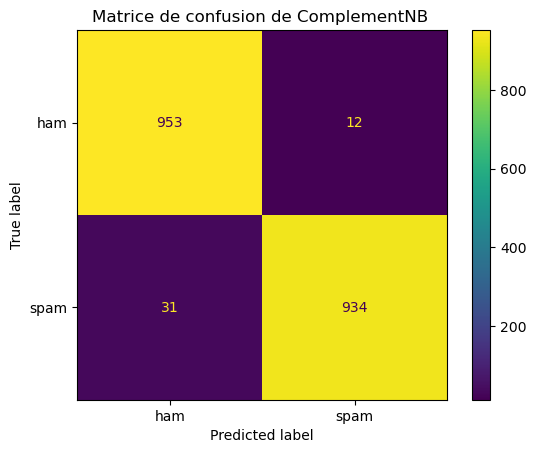 Matrice de confusion de ComplementNB
ham
953
12
spam
31
934
ham
spam
True label
Predicted label
800
600
400
200